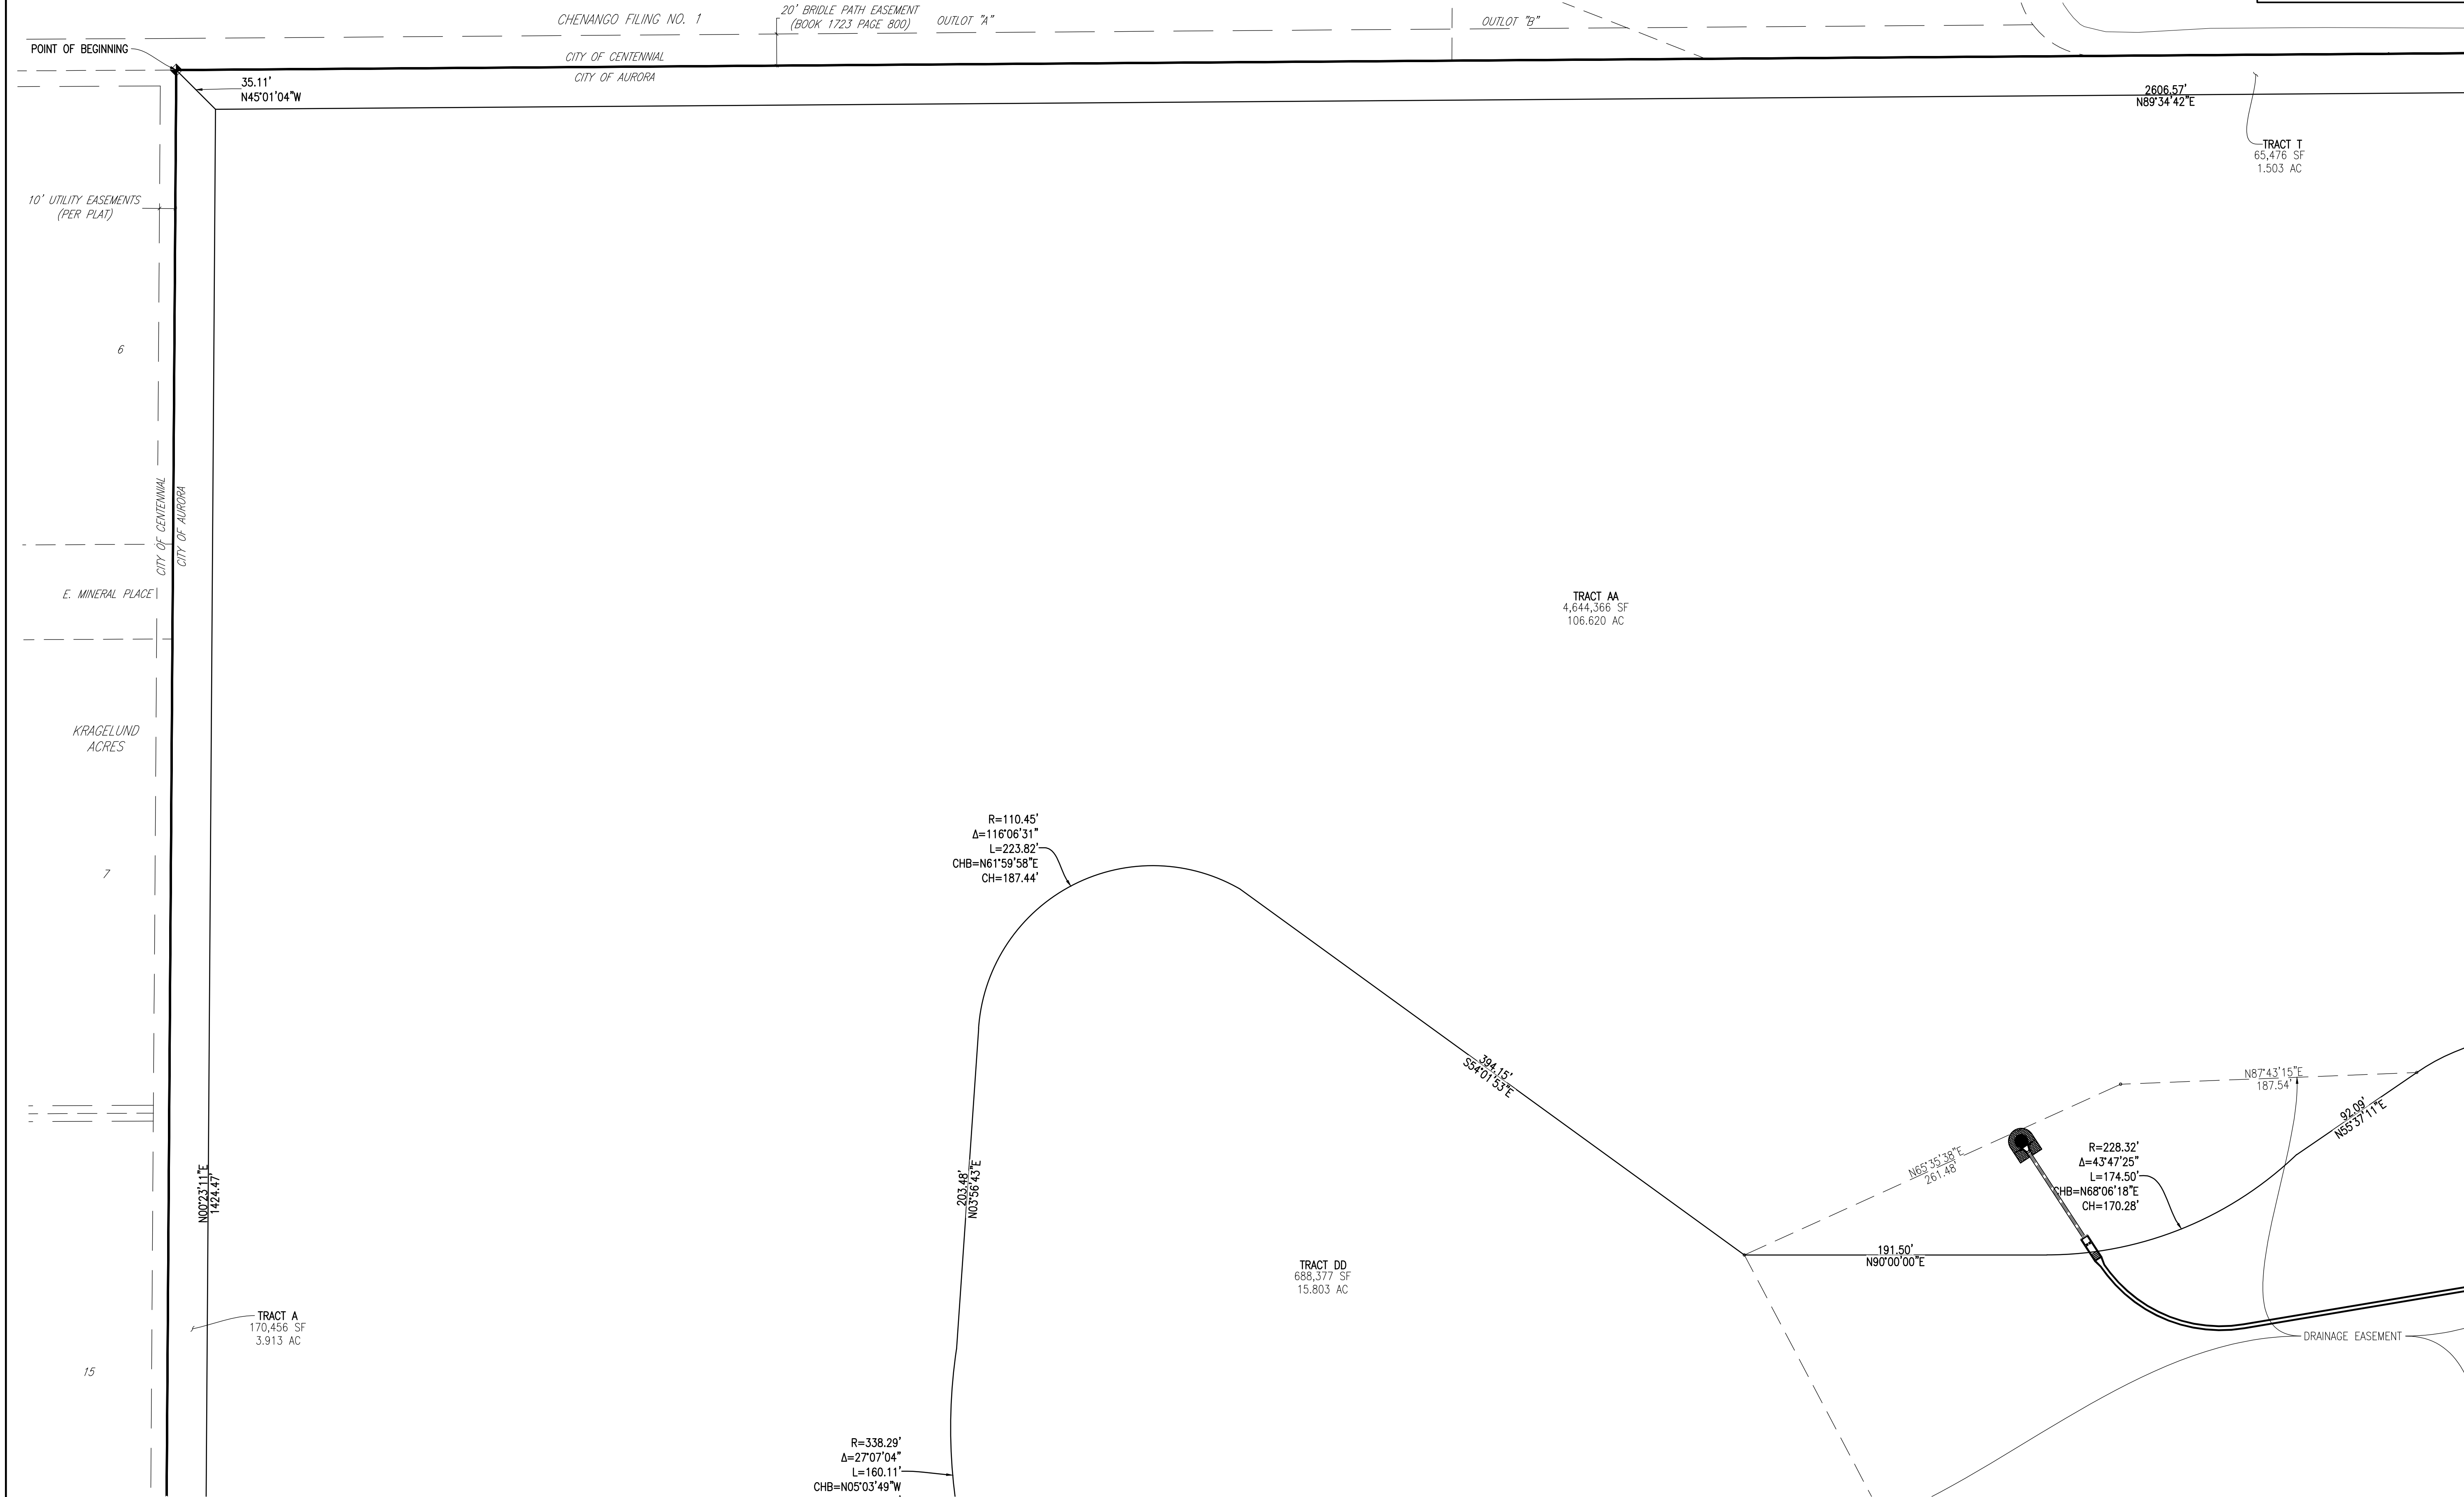 CHENANGO FILING NO. 1
20' BRIDLE PATH EASEMENT
(BOOK 1723 PAGE 800)
OUTLOT "A"
OUTLOT "B"
POINT OF BEGINNING
CITY OF CENTENNIAL
CITY OF AURORA
35.11'
N45°01'04"W
2606.57'
N89°34'42"E
TRACT T
65,476 SF
1.503 AC
10' UTILITY EASEMENTS
(PER PLAT)
6
CITY OF CENTENNIAL
CITY OF AURORA
E. MINERAL PLACE
TRACT AA
4,644,366 SF
106.620 AC
KRAGELUND
ACRES
7
R=110.45'
Δ=116°06'31"
L=223.82'
CHB=N61°59'58"E
CH=187.44'
394.15'
S54°01'53"E
N87°43'15"E
187.54'
92.09'
N55°37'11"E
N65°35'38"E
261.48'
R=228.32'
Δ=43°47'25"
L=174.50'
CHB=N68°06'18"E
CH=170.28'
N00°23'11"E
1424.47'
203.48'
N03°56'43"E
191.50'
N90°00'00"E
TRACT DD
688,377 SF
15.803 AC
TRACT A
170,456 SF
3.913 AC
DRAINAGE EASEMENT
15
R=338.29'
Δ=27°07'04"
L=160.11'
CHB=N05°03'49"W